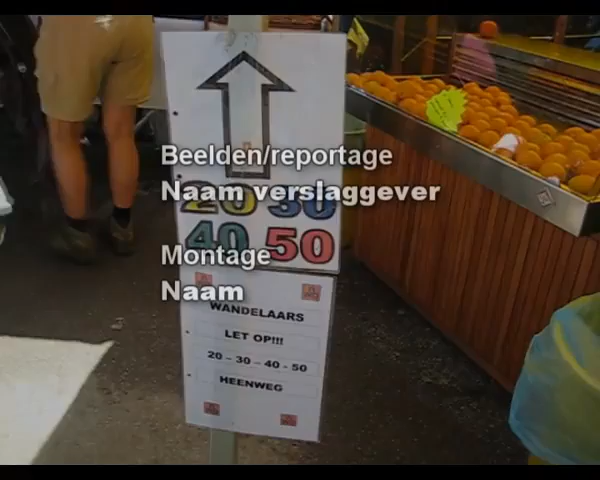 Beelden/reportage
Naam verslaggever
20 30
40 50
Montage
Naam
WANDELAARS
LET OP!!!
20 – 30 – 40 - 50
HEENWEG